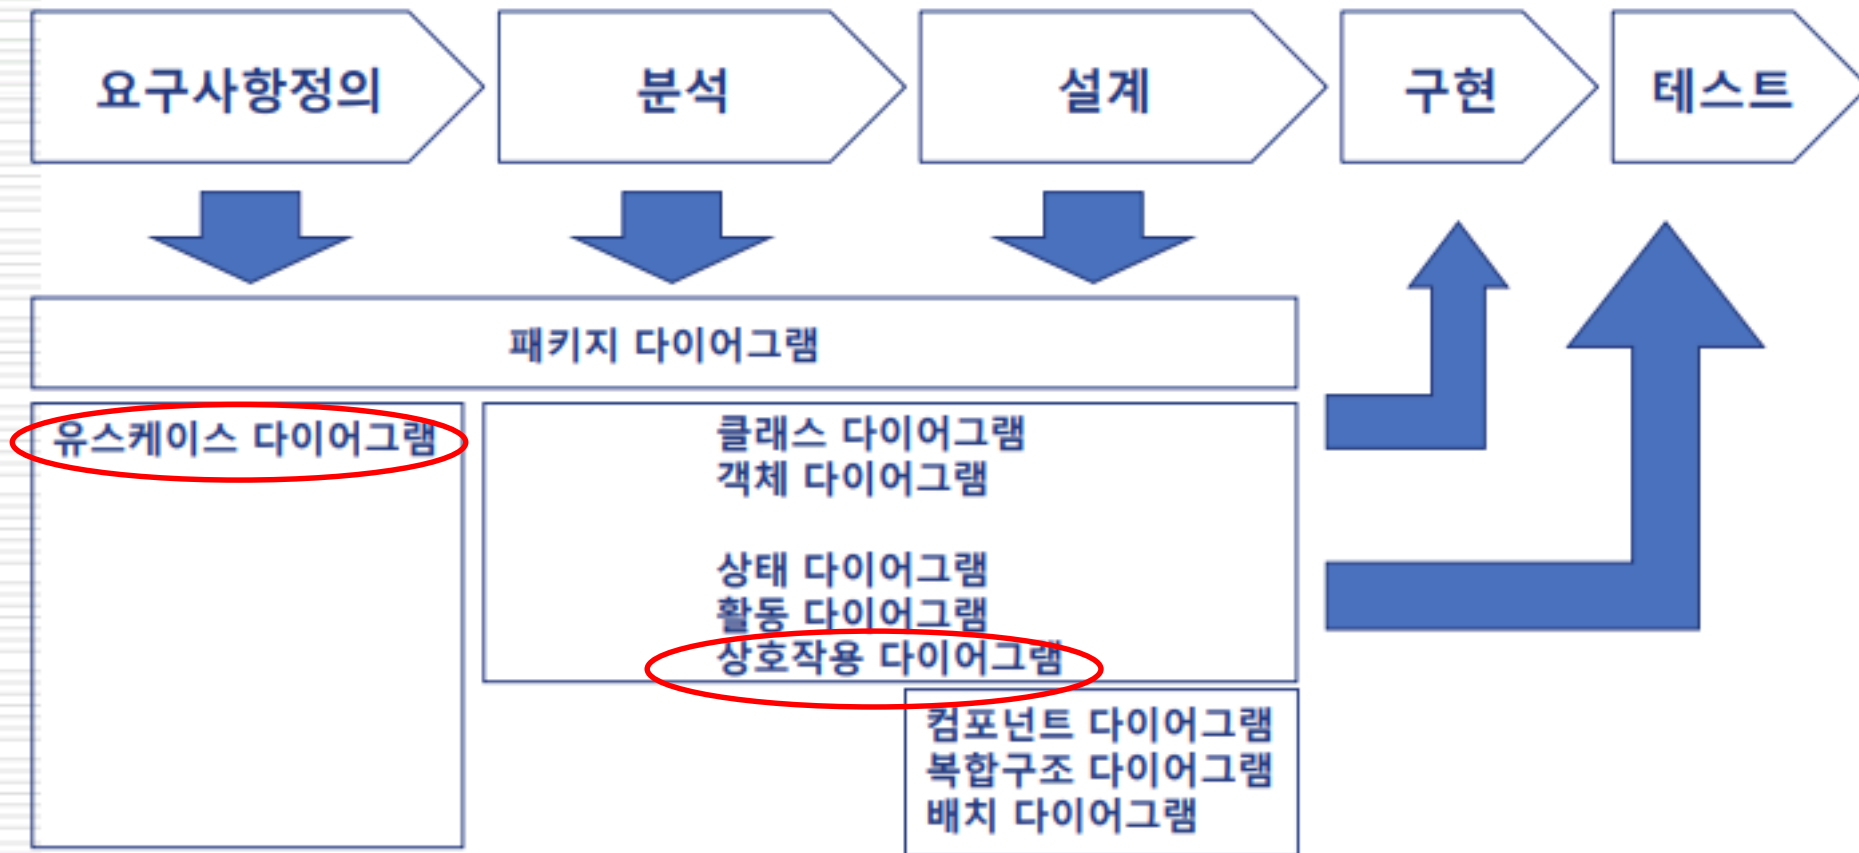 요구사항정의
분석
설계
구현
테스트
패키지 다이어그램
유스케이스 다이어그램
클래스 다이어그램
객체 다이어그램
상태 다이어그램
활동 다이어그램
상호작용 다이어그램
컴포넌트 다이어그램
복합구조 다이어그램
배치 다이어그램